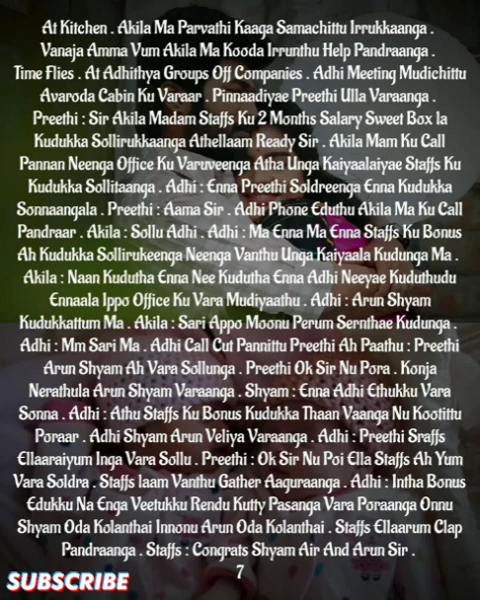 At Kitchen . Akila Ma Parvathi Kaaga Samachittu Irrukkaanga .
Vanaja Amma Vum Akila Ma Kooda Irrunthu Help Pandraanga .
Time Flies . At Adhithya Groups Off Companies . Adhi Meeting Mudichittu
Avaroda Cabin Ku Varaar . Pinnaadiyae Preethi Ulla Varaanga .
Preethi : Sir Akila Madam Staffs Ku 2 Months Salary Sweet Box la
Kudukka Sollirukkaanga Athellaam Ready Sir . Akila Mam Ku Call
Pannan Neenga Office Ku Varuveenga Atha Unga Kaiyaalaiyae Staffs Ku
Kudukka Sollitaanga . Adhi : Enna Preethi Soldreenga Enna Kudukka
Sonnaangala . Preethi : Aama Sir . Adhi Phone Eduthu Akila Ma Ku Call
Pandraar . Akila : Sollu Adhi . Adhi : Ma Enna Ma Enna Staffs Ku Bonus
Ah Kudukka Sollirukeenga Neenga Vanthu Unga Kaiyaala Kudunga Ma .
Akila : Naan Kudutha Enna Nee Kudutha Enna Adhi Neeyae Kuduthudu
Ennaala Ippo Office Ku Vara Mudiyaathu . Adhi : Arun Shyam
Kudukkattum Ma . Akila : Sari Appo Moonu Perum Sernthae Kudunga .
Adhi : Mm Sari Ma . Adhi Call Cut Pannittu Preethi Ah Paathu : Preethi
Arun Shyam Ah Vara Sollunga . Preethi Ok Sir Nu Pora . Konja
Nerathula Arun Shyam Varaanga . Shyam : Enna Adhi Ethukku Vara
Sonna . Adhi : Athu Staffs Ku Bonus Kudukka Thaan Vaanga Nu Kootittu
Poraar . Adhi Shyam Arun Veliya Varaanga . Adhi : Preethi Sraffs
Ellaaraiyum Inga Vara Sollu . Preethi : Ok Sir Nu Poi Ella Staffs Ah Yum
Vara Soldra . Staffs laam Vanthu Gather Aaguraanga . Adhi : Intha Bonus
Edukku Na Enga Veetukku Rendu Kutty Pasanga Vara Poraanga Onnu
Shyam Oda Kolanthai Innonu Arun Oda Kolanthai . Staffs Ellaarum Clap
Pandraanga . Staffs : Congrats Shyam Air And Arun Sir .
7
SUBSCRIBE